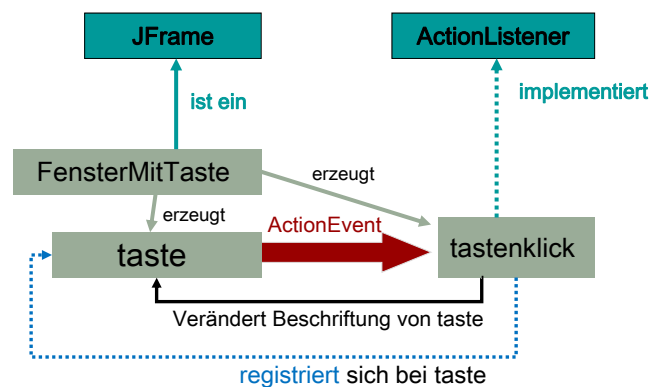 JFrame
ActionListener
ist ein
implementiert
FensterMitTaste
erzeugt
erzeugt
ActionEvent
taste
tastenklick
Verändert Beschriftung von taste
registriert sich bei taste